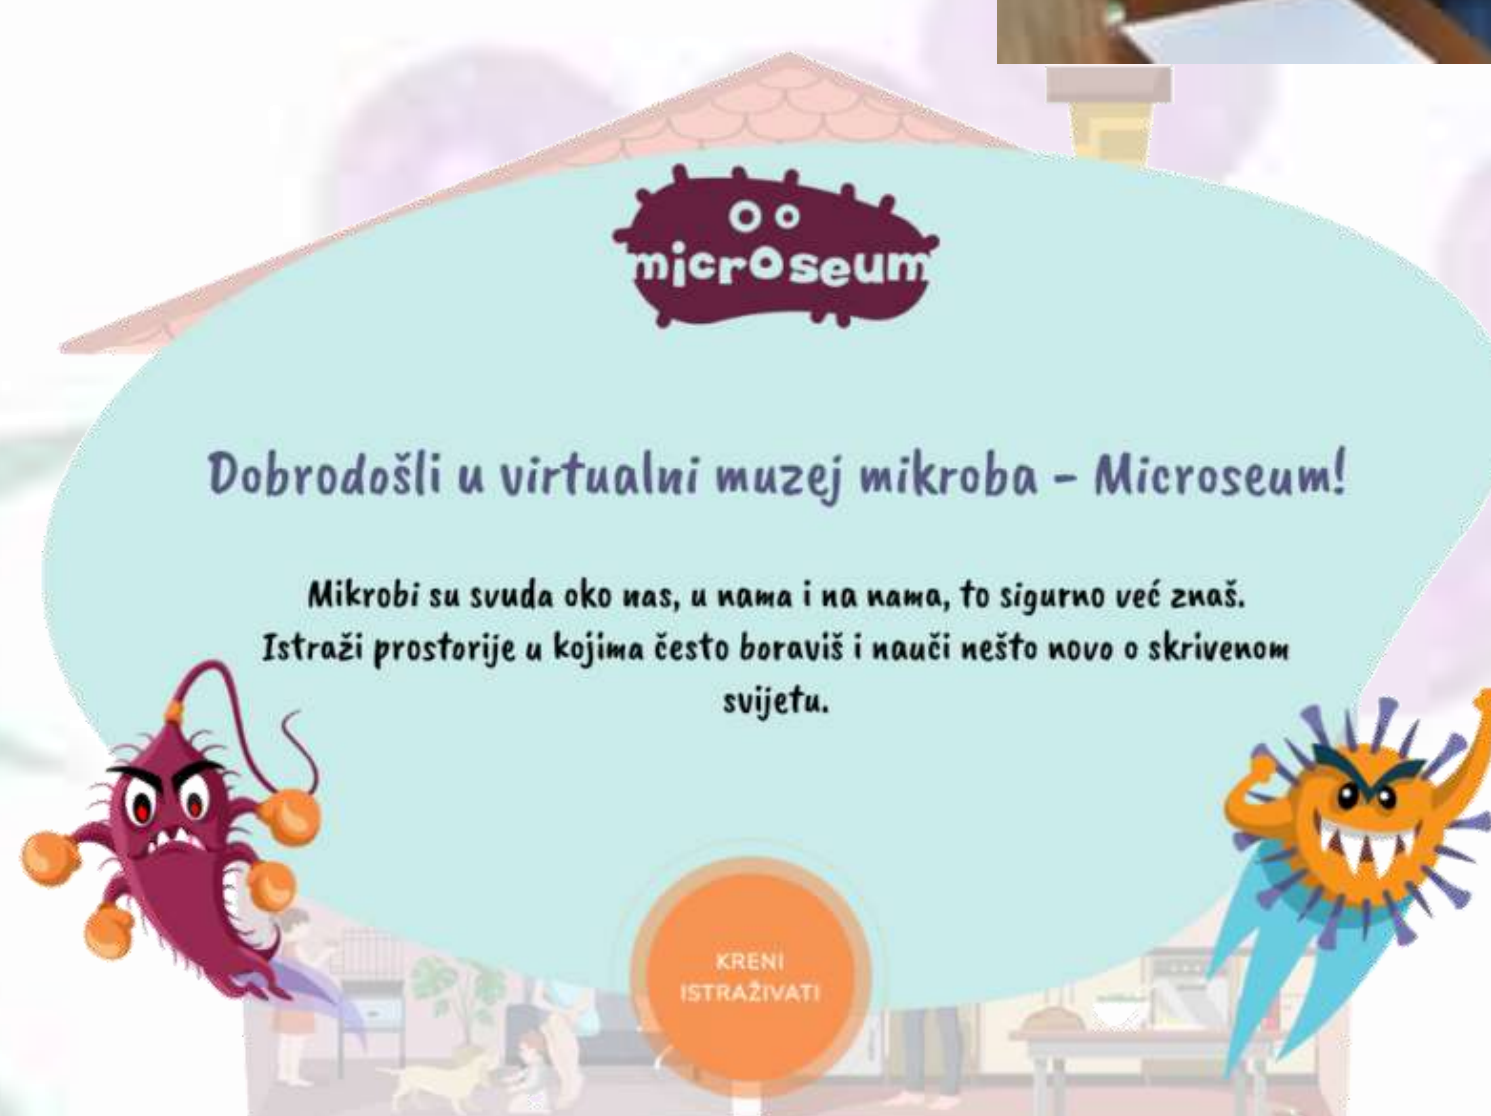 microseum
Dobrodošli u virtualni muzej mikroba - Microseum!
Mikrobi su svuda oko nas, u nama i na nama, to sigurno već znaš.
Istraži prostorije u kojima često boraviš i nauči nešto novo o skrivenom
svijetu.
KRENI
ISTRAŽIVATI